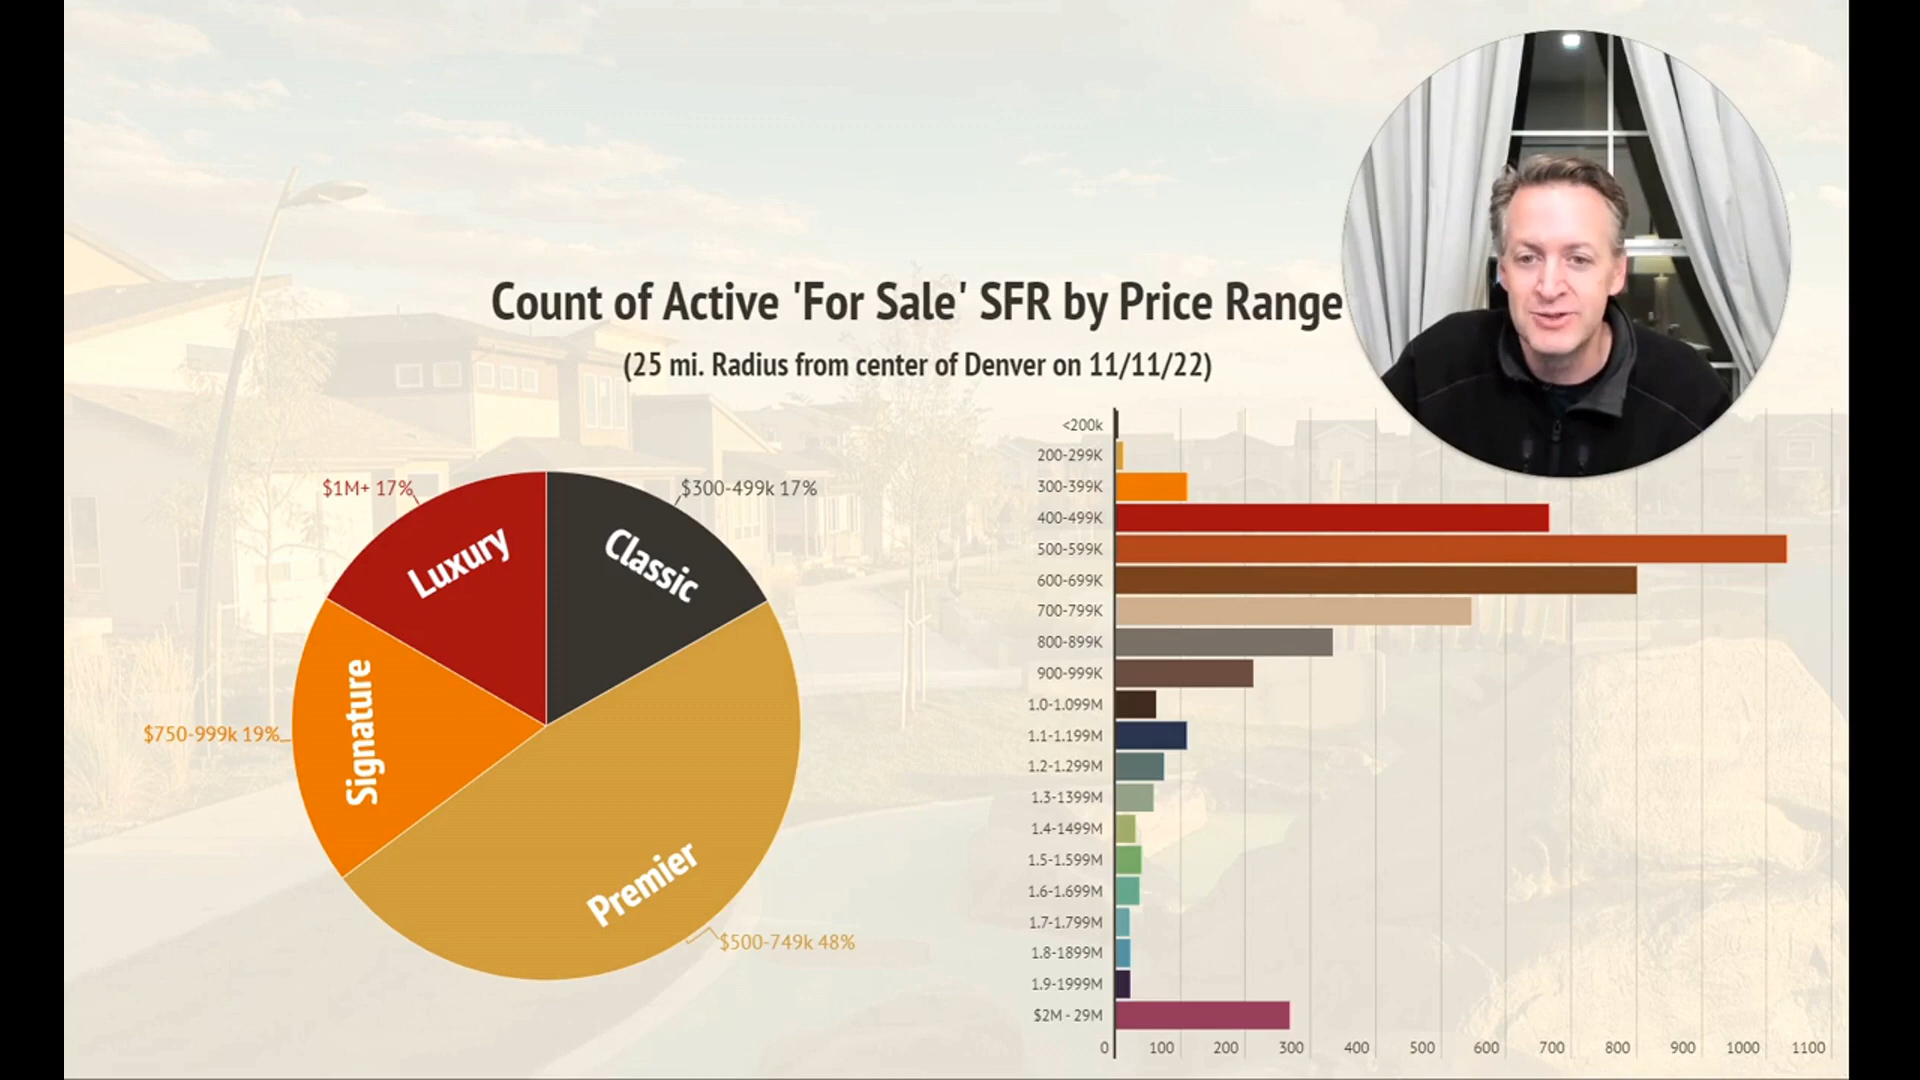 Count of Active 'For Sale' SFR by Price Range
(25 mi. Radius from center of Denver on 11/11/22)
$1M+ 17%
$300-499k 17%
Luxury
Classic
$750-999k 19%
Signature
Premier
$500-749k 48%
<200k
200-299K
300-399K
400-499K
500-599K
600-699K
700-799K
800-899K
900-999K
1.0-1.099M
1.1-1.199M
1.2-1.299M
1.3-1399M
1.4-1499M
1.5-1.599M
1.6-1.699M
1.7-1.799M
1.8-1899M
1.9-1999M
$2M - 29M
0 100 200 300 400 500 600 700 800 900 1000 1100